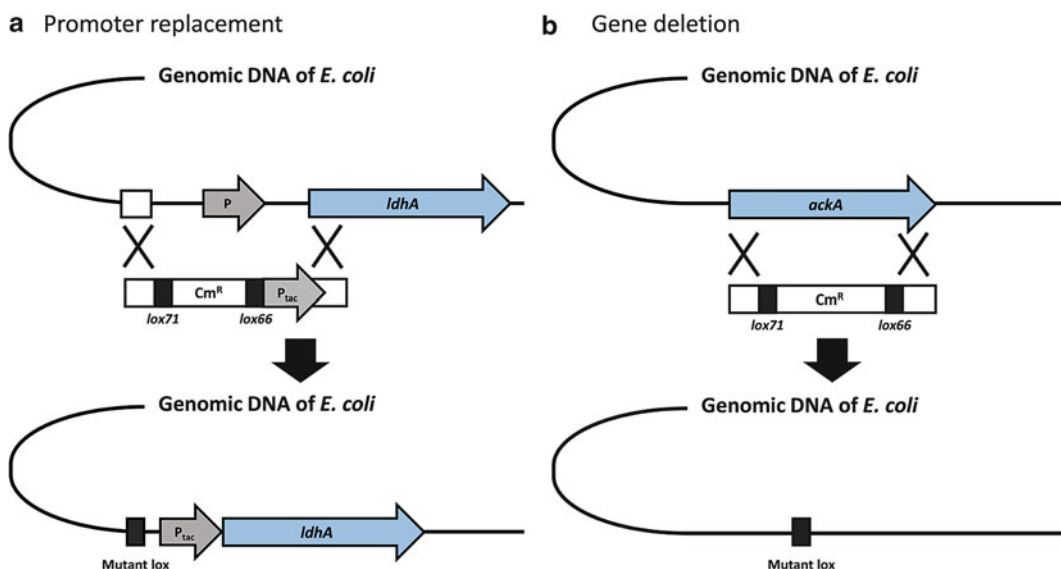 a Promoter replacement
Genomic DNA of E. coli
P
ldhA
Cmᴿ
Ptac
lox71
lox66
Genomic DNA of E. coli
Ptac
ldhA
Mutant lox
b Gene deletion
Genomic DNA of E. coli
ackA
Cmᴿ
lox71
lox66
Genomic DNA of E. coli
Mutant lox